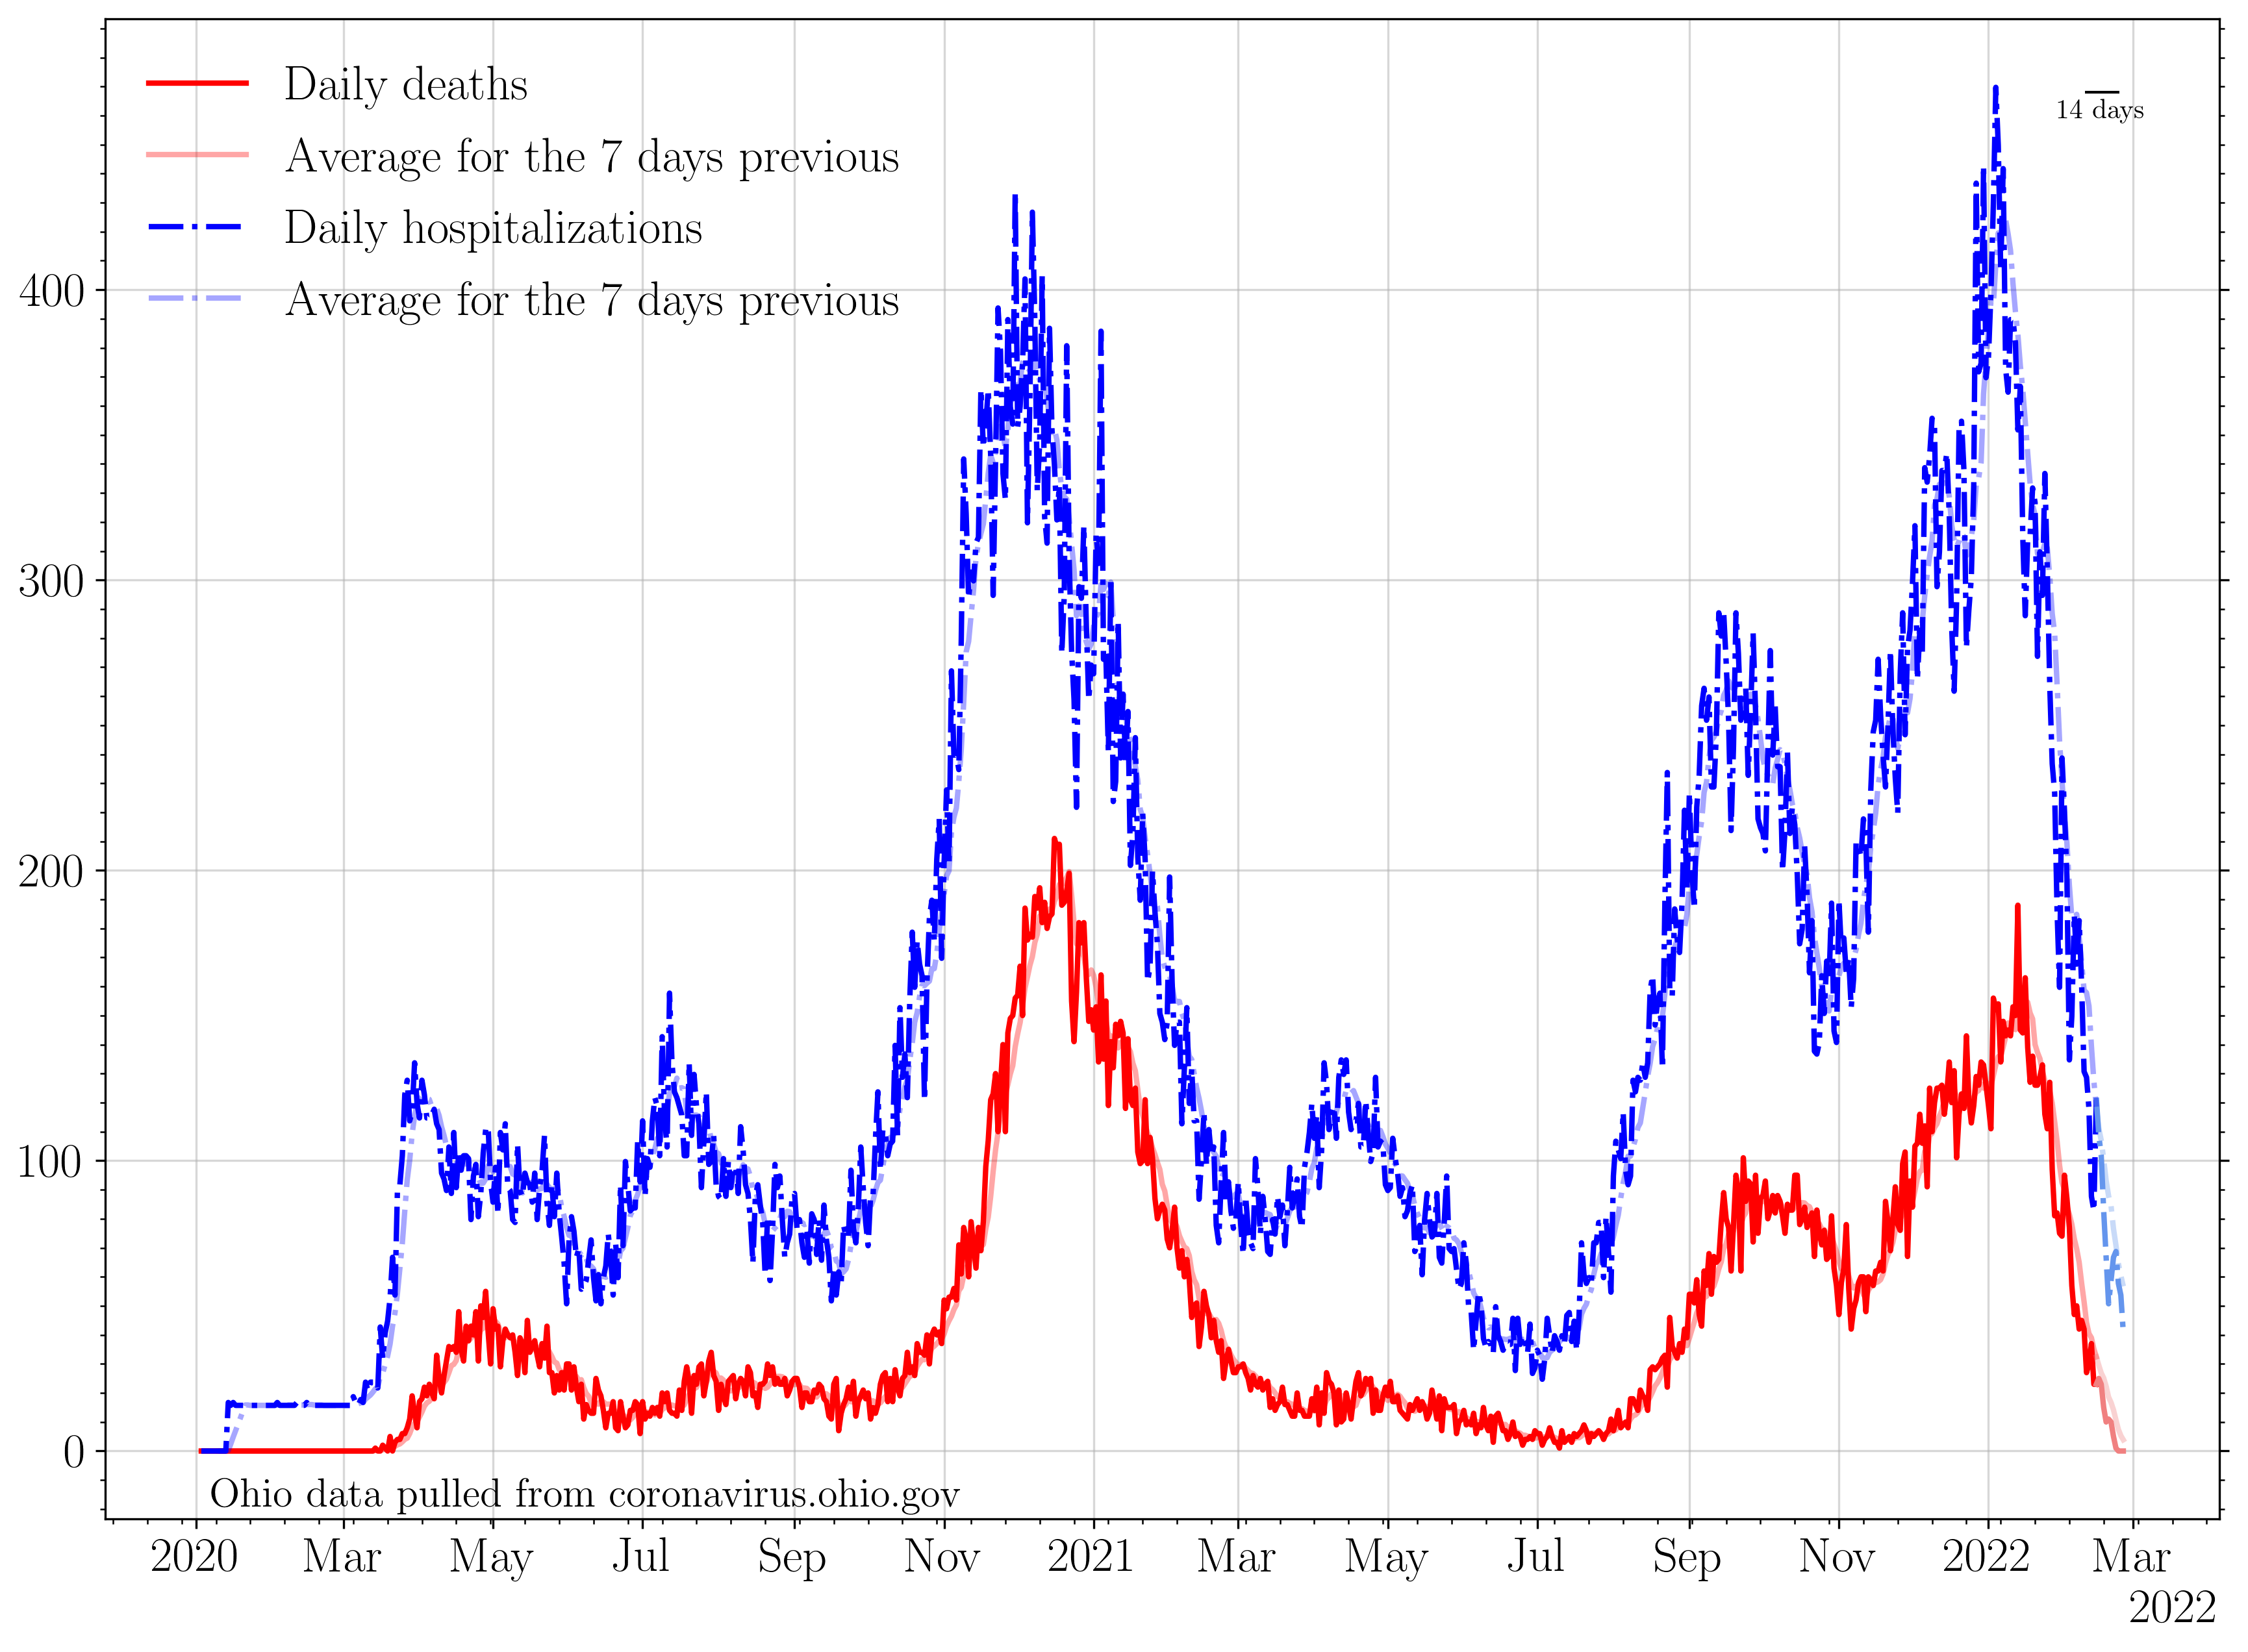 Daily deaths
Average for the 7 days previous
Daily hospitalizations
Average for the 7 days previous
14 days
400
300
200
100
0
Ohio data pulled from coronavirus.ohio.gov
2020 Mar May Jul Sep Nov 2021 Mar May Jul Sep Nov 2022 Mar
2022